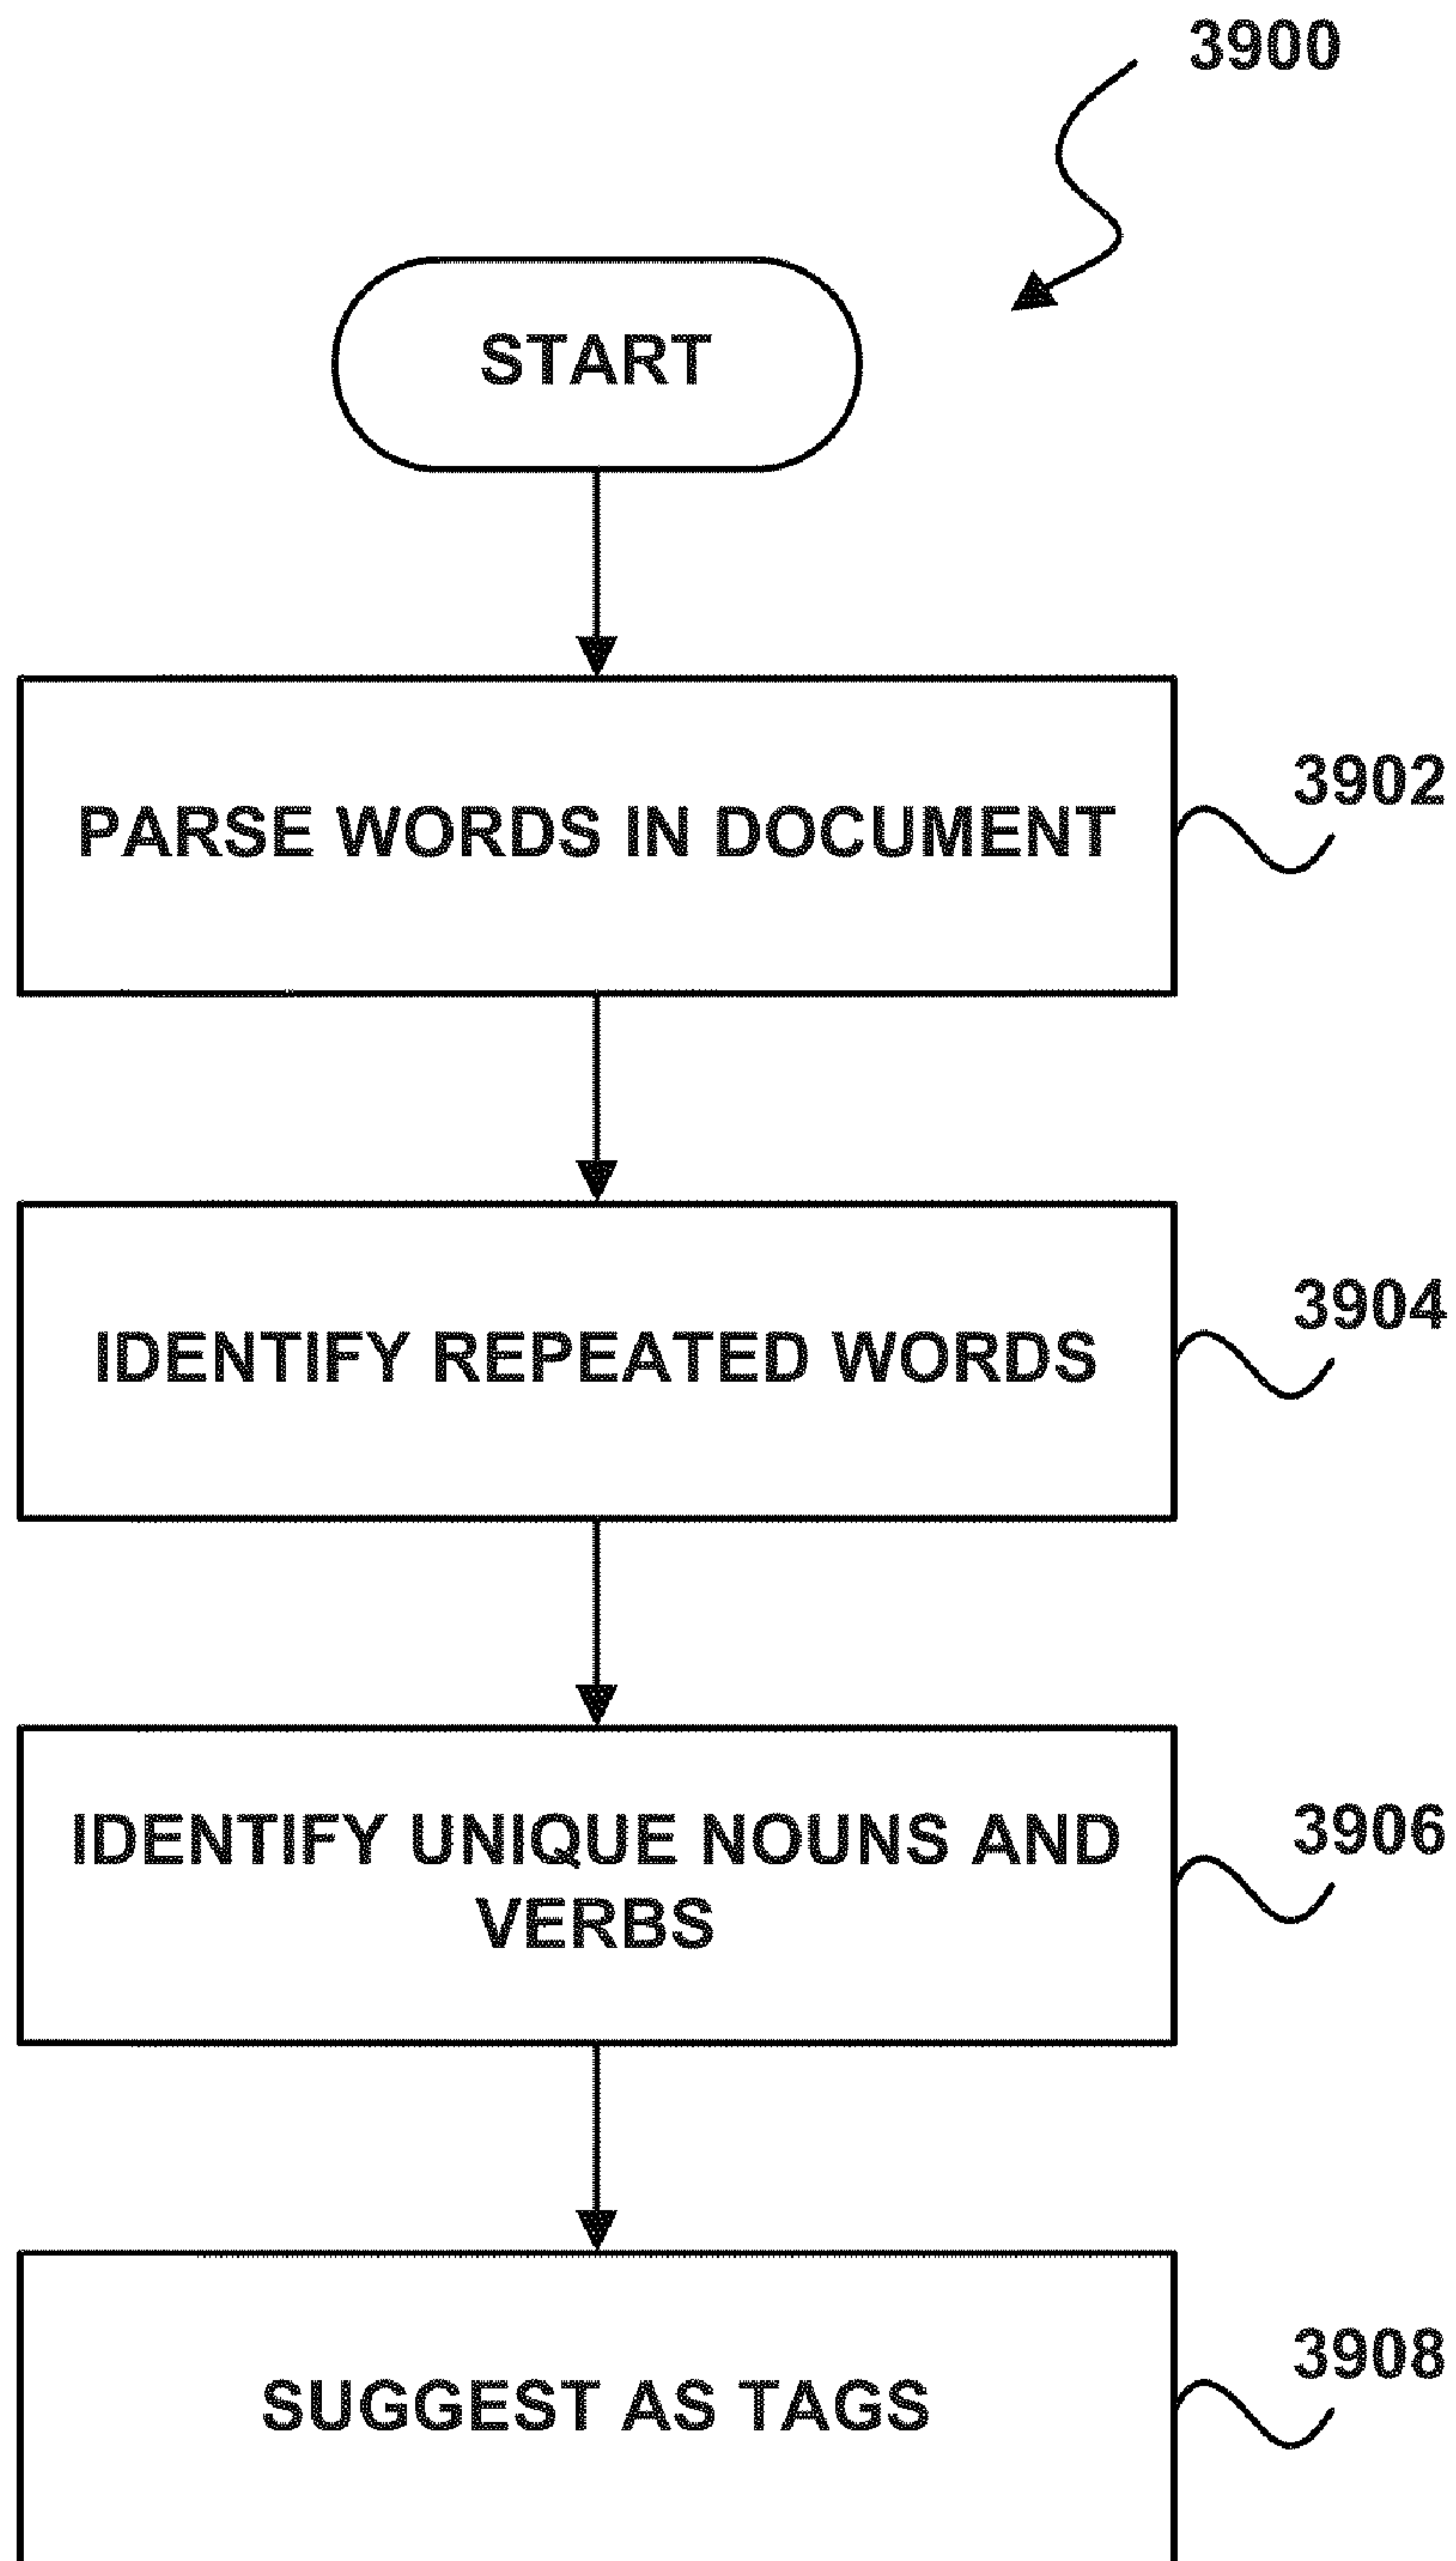 3900
START
3902
PARSE WORDS IN DOCUMENT
3904
IDENTIFY REPEATED WORDS
3906
IDENTIFY UNIQUE NOUNS AND
VERBS
3908
SUGGEST AS TAGS